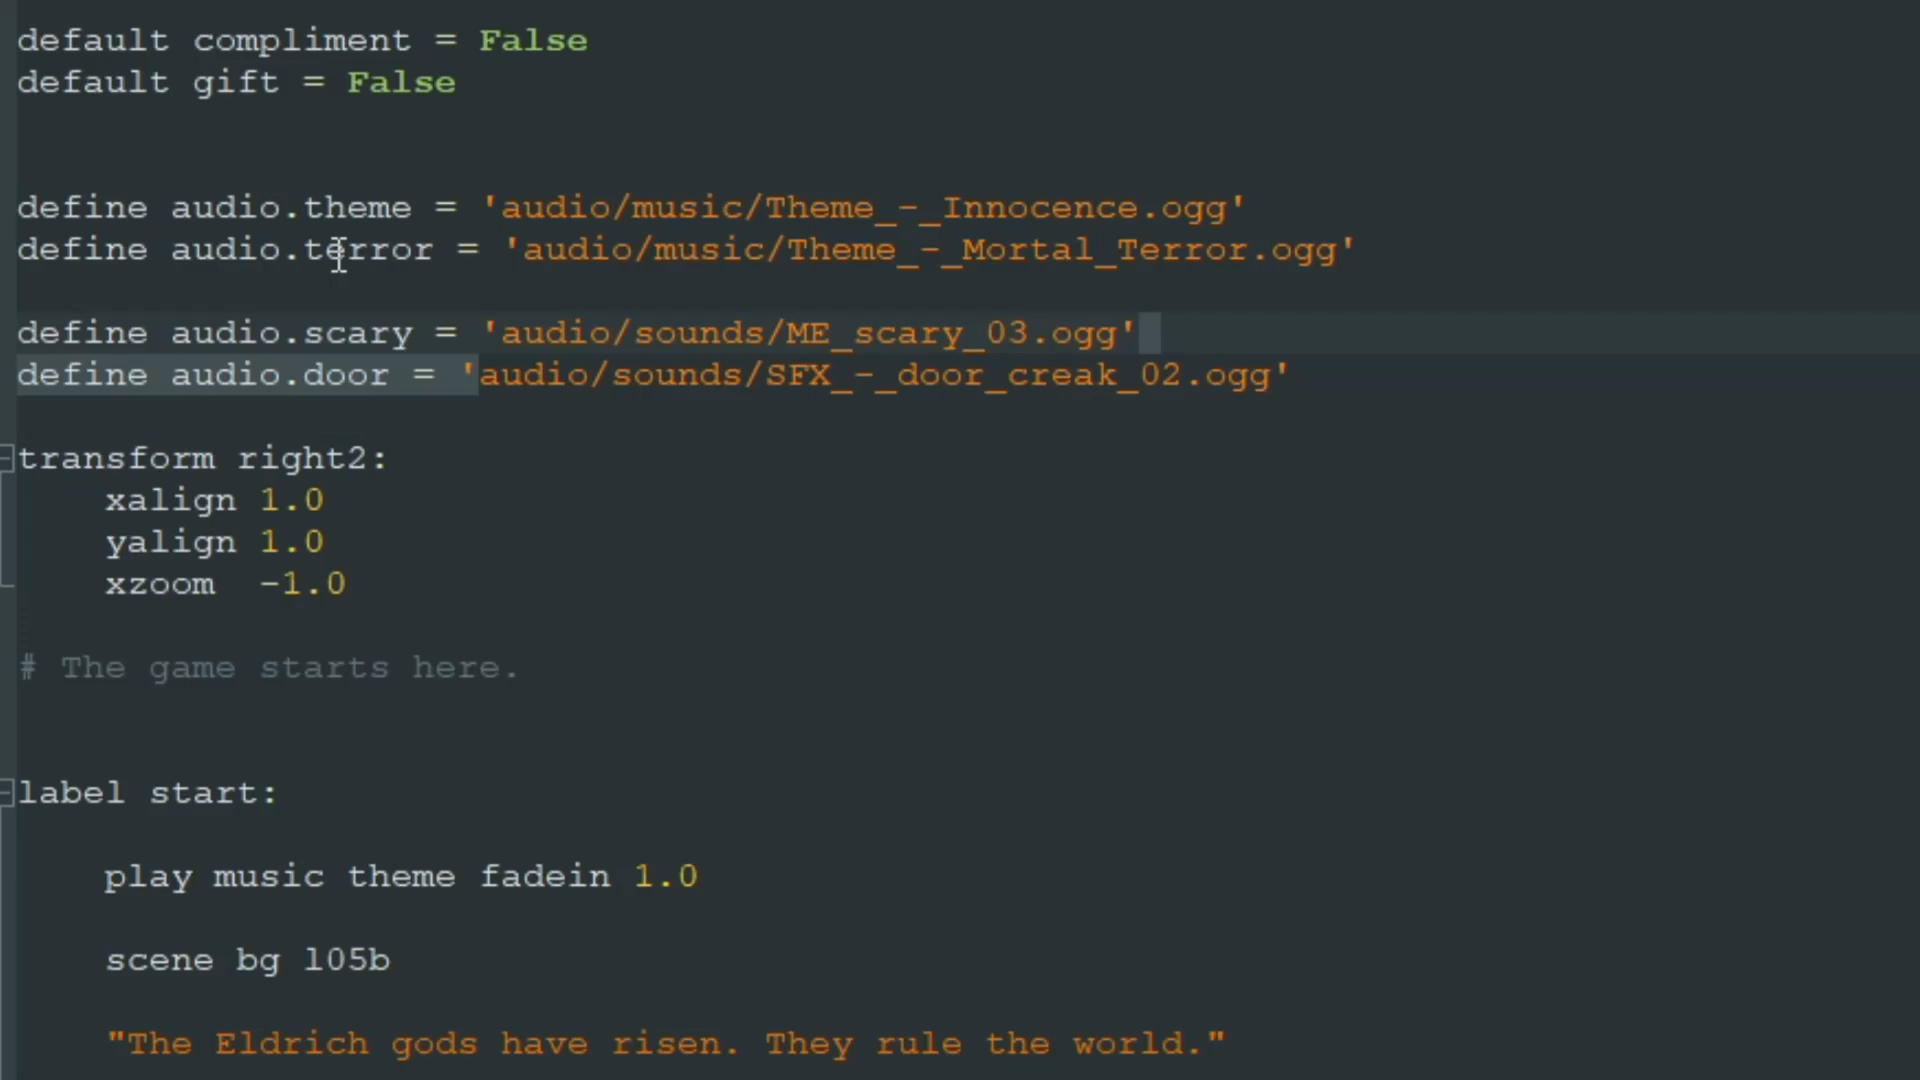 default compliment = False
default gift = False
define audio.theme = 'audio/music/Theme_-_Innocence.ogg'
define audio.terror = 'audio/music/Theme_-_Mortal_Terror.ogg'
define audio.scary = 'audio/sounds/ME_scary_03.ogg'
define audio.door = 'audio/sounds/SFX_-_door_creak_02.ogg'
transform right2:
    xalign 1.0
    yalign 1.0
    xzoom  -1.0
# The game starts here.
label start:
    play music theme fadein 1.0
    scene bg l05b
    "The Eldrich gods have risen. They rule the world."